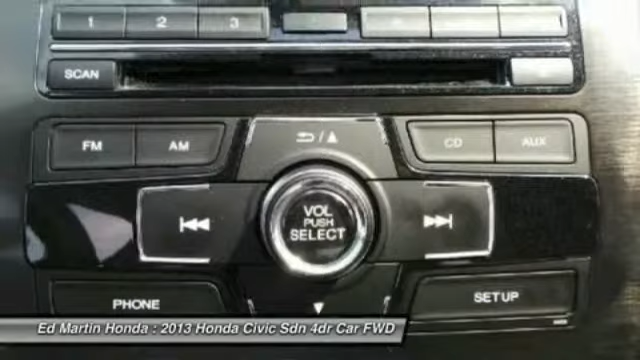 1 2 3
SCAN
FM AM CD AUX
VOL
PUSH
SELECT
PHONE SETUP
Ed Martin Honda : 2013 Honda Civic Sdn 4dr Car FWD